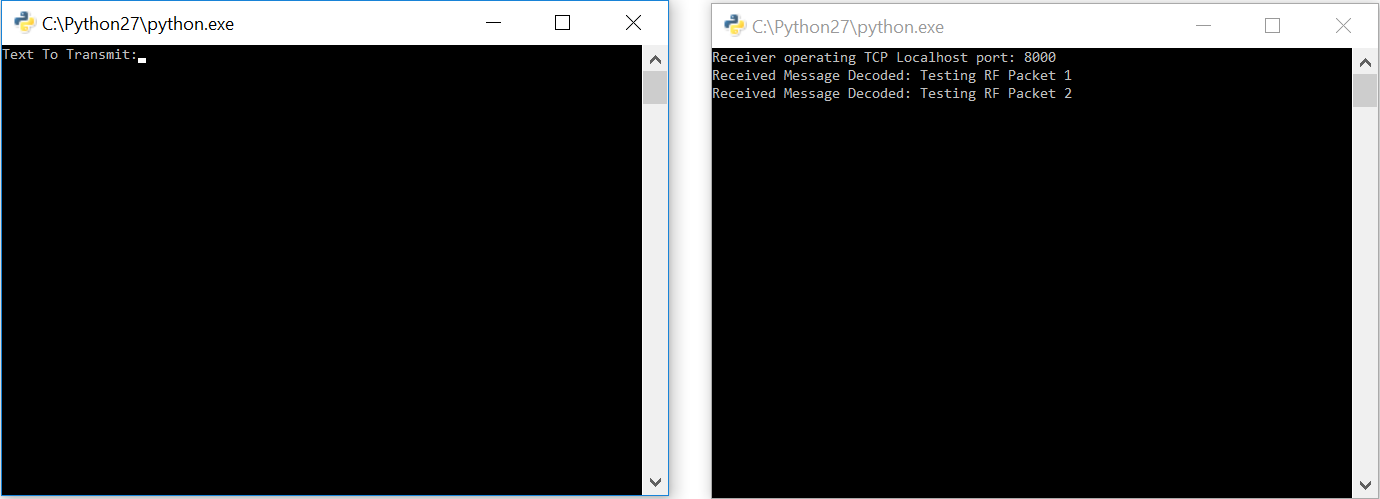 C:\Python27\python.exe
Text To Transmit:
C:\Python27\python.exe
Receiver operating TCP Localhost port: 8000
Received Message Decoded: Testing RF Packet 1
Received Message Decoded: Testing RF Packet 2